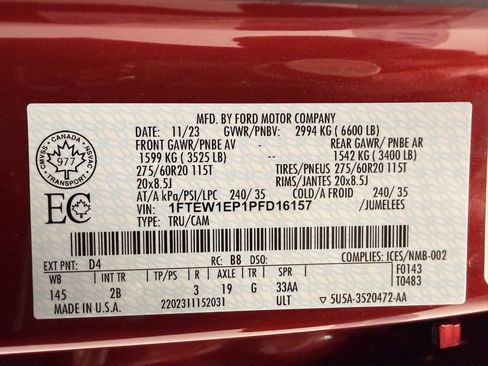 MFD. BY FORD MOTOR COMPANY
DATE: 11/23 GVWR/PNBV: 2994 KG ( 6600 LB)
FRONT GAWR/PNBE AV REAR GAWR/ PNBE AR
1599 KG ( 3525 LB) 1542 KG ( 3400 LB)
275/60R20 115T TIRES/PNEUS 275/60R20 115T
20x8.5J RIMS/JANTES 20x8.5J
AT/A kPa/PSI/LPC 240/ 35 COLD/A FROID 240/ 35
VIN: 1FTEW1EP1PFD16157 /JUMELEES
TYPE: TRU/CAM
CANADA
CMVSS NSVAC
977
TRANSPORT
EC
EXT PNT: D4 RC: B8 DSO: COMPLIES: ICES/NMB-002
WB INT TR TP/PS R AXLE TR SPR F0143
145 2B 3 19 G 33AA T0483
MADE IN U.S.A. 2202311152031 ULT 5U5A-3520472-AA